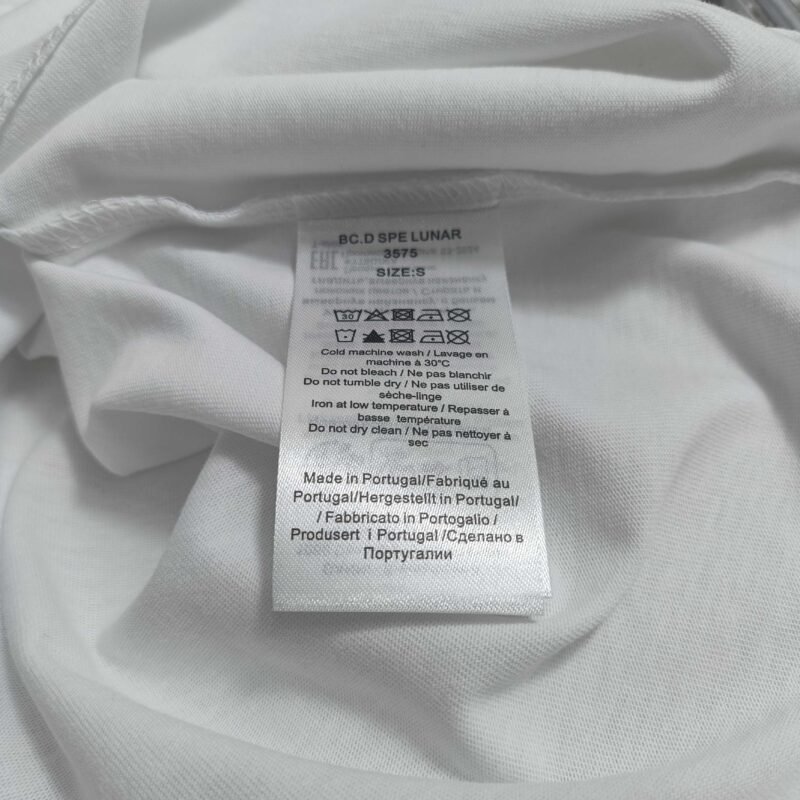 BC.D SPE LUNAR
3575
SIZE:S
30
Cold machine wash / Lavage en
machine à 30°C
Do not bleach / Ne pas blanchir
Do not tumble dry / Ne pas utiliser de
sèche-linge
Iron at low temperature / Repasser à
basse température
Do not dry clean / Ne pas nettoyer à
sec
Made in Portugal/Fabriqué au
Portugal/Hergestellt in Portugal/
/ Fabbricato in Portogalio /
Produsert i Portugal /Сделано в
Португалии